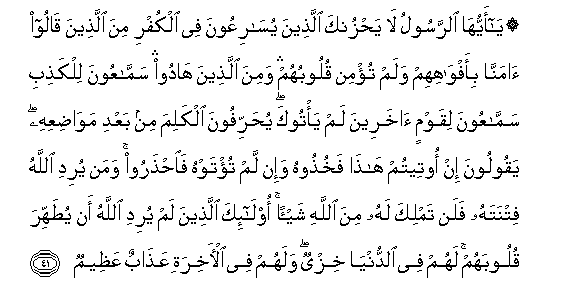 ۞ يَـٰٓأَيُّهَا ٱلرَّسُولُ لَا يَحْزُنكَ ٱلَّذِينَ يُسَـٰرِعُونَ فِى ٱلْكُفْرِ مِنَ ٱلَّذِينَ قَالُوٓا۟
ءَامَنَّا بِأَفْوَٰهِهِمْ وَلَمْ تُؤْمِن قُلُوبُهُمْ ۛ وَمِنَ ٱلَّذِينَ هَادُوا۟ ۛ سَمَّـٰعُونَ لِلْكَذِبِ
سَمَّـٰعُونَ لِقَوْمٍ ءَاخَرِينَ لَمْ يَأْتُوكَ ۖ يُحَرِّفُونَ ٱلْكَلِمَ مِنۢ بَعْدِ مَوَاضِعِهِۦ ۖ
يَقُولُونَ إِنْ أُوتِيتُمْ هَـٰذَا فَخُذُوهُ وَإِن لَّمْ تُؤْتَوْهُ فَٱحْذَرُوا۟ ۚ وَمَن يُرِدِ ٱللَّهُ
فِتْنَتَهُۥ فَلَن تَمْلِكَ لَهُۥ مِنَ ٱللَّهِ شَيْـًٔا ۚ أُو۟لَـٰٓئِكَ ٱلَّذِينَ لَمْ يُرِدِ ٱللَّهُ أَن يُطَهِّرَ
قُلُوبَهُمْ ۚ لَهُمْ فِى ٱلدُّنْيَا خِزْىٌ ۖ وَلَهُمْ فِى ٱلْـَٔاخِرَةِ عَذَابٌ عَظِيمٌ ٤١